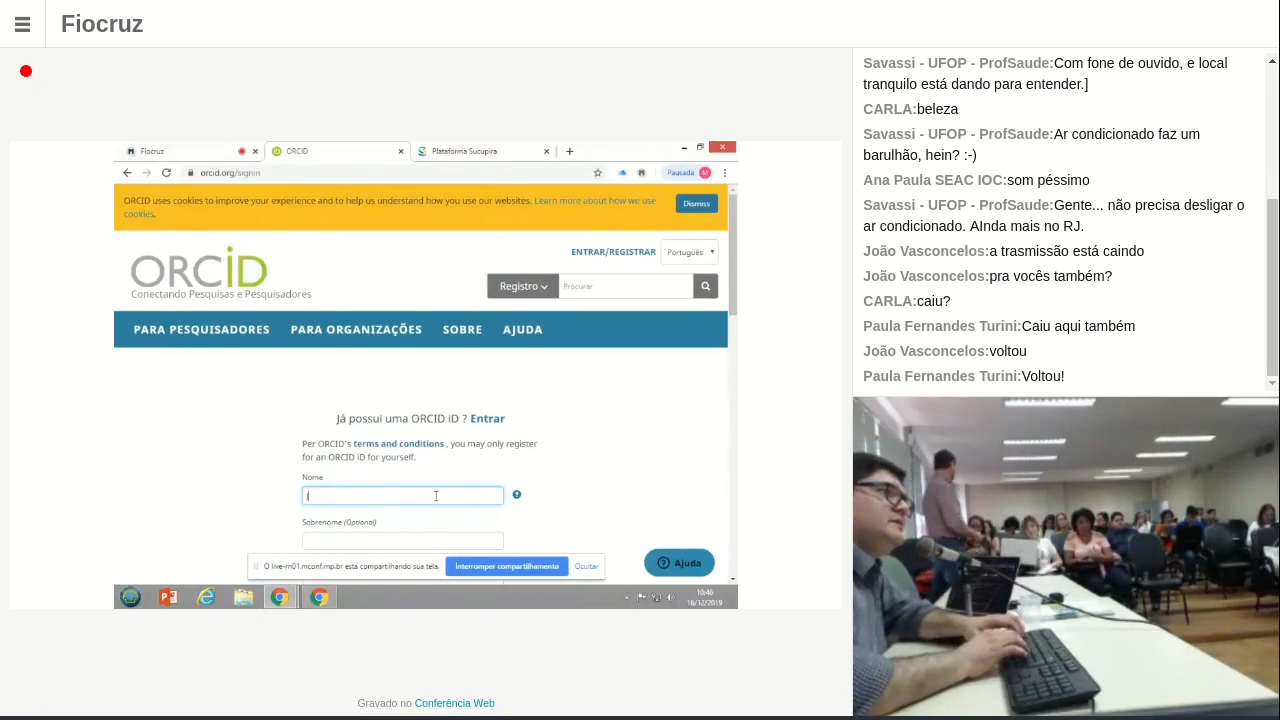 Fiocruz
Fiocruz
ORCID
Plataforma Sucupira
orcid.org/signin
Pausada
M
ORCID uses cookies to improve your experience and to help us understand how you use our websites. Learn more about how we use
cookies.
Dismiss
ENTRAR/REGISTRAR
Português
ORCID
Conectando Pesquisas e Pesquisadores
Registro
Procurar
PARA PESQUISADORES
PARA ORGANIZAÇÕES
SOBRE
AJUDA
Já possui uma ORCID iD ? Entrar
Per ORCID's terms and conditions , you may only register
for an ORCID iD for yourself.
Nome
Sobrenome (Optional)
O live-rn01.mconf.rnp.br está compartilhando sua tela.
Interromper compartilhamento
Ocultar
Ajuda
10:46
16/12/2019
Gravado no Conferência Web
Savassi - UFOP - ProfSaude:Com fone de ouvido, e local
tranquilo está dando para entender.]
CARLA:beleza
Savassi - UFOP - ProfSaude:Ar condicionado faz um
barulhão, hein? :-)
Ana Paula SEAC IOC:som péssimo
Savassi - UFOP - ProfSaude:Gente... não precisa desligar o
ar condicionado. AInda mais no RJ.
João Vasconcelos:a trasmissão está caindo
João Vasconcelos:pra vocês também?
CARLA:caiu?
Paula Fernandes Turini:Caiu aqui também
João Vasconcelos:voltou
Paula Fernandes Turini:Voltou!